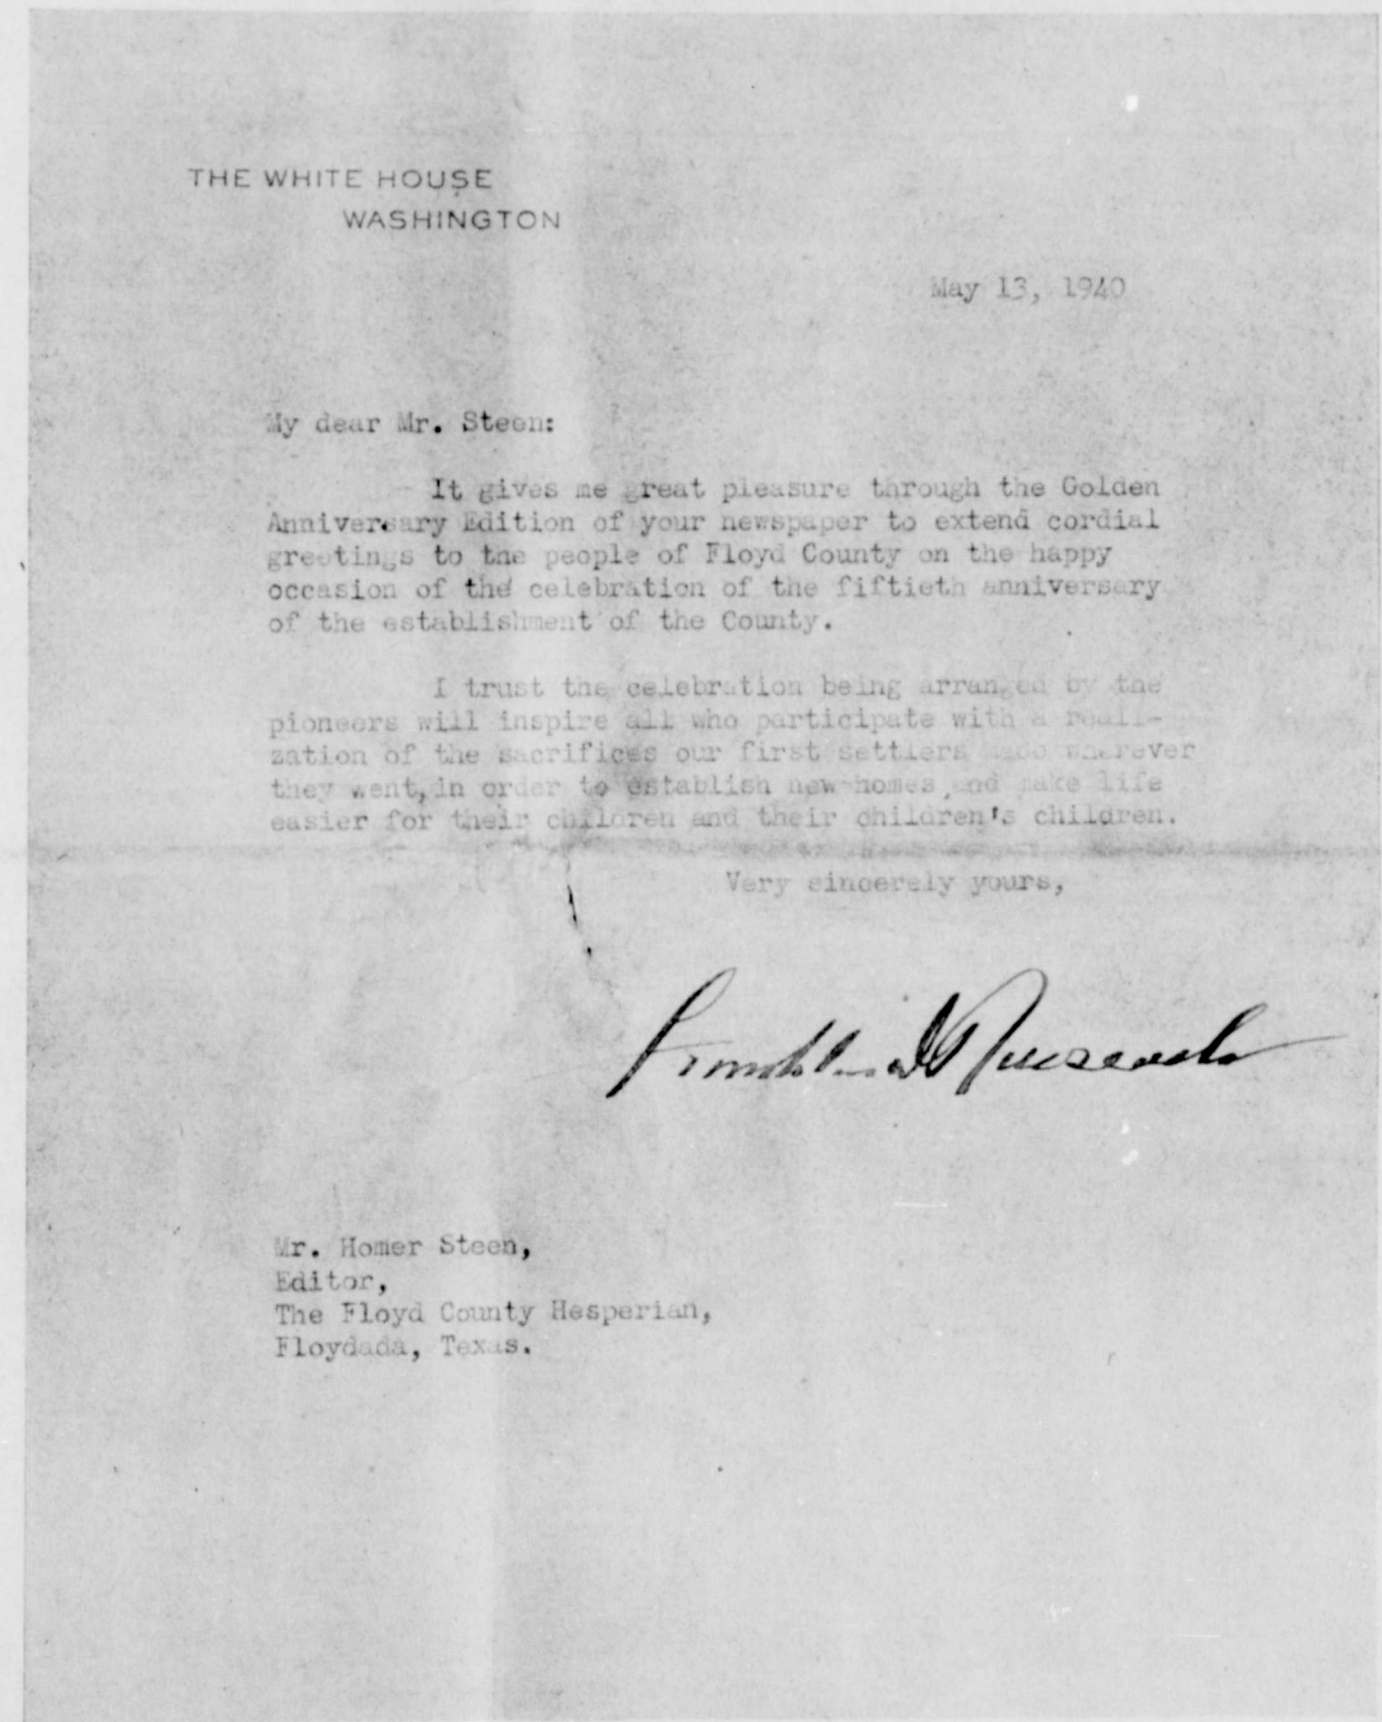 THE WHITE HOUSE
WASHINGTON
May 13, 1940
My dear Mr. Steen:
It gives me great pleasure through the Golden
Anniversary Edition of your newspaper to extend cordial
greetings to the people of Floyd County on the happy
occasion of the celebration of the fiftieth anniversary
of the establishment of the County.
I trust the celebration being arranged by the
pioneers will inspire all who participate with a reali-
zation of the sacrifices our first settlers made wherever
they went, in order to establish new homes and make life
easier for their children and their children's children.
Very sincerely yours,
Franklin D Roosevelt
Mr. Homer Steen,
Editor,
The Floyd County Hesperian,
Floydada, Texas.